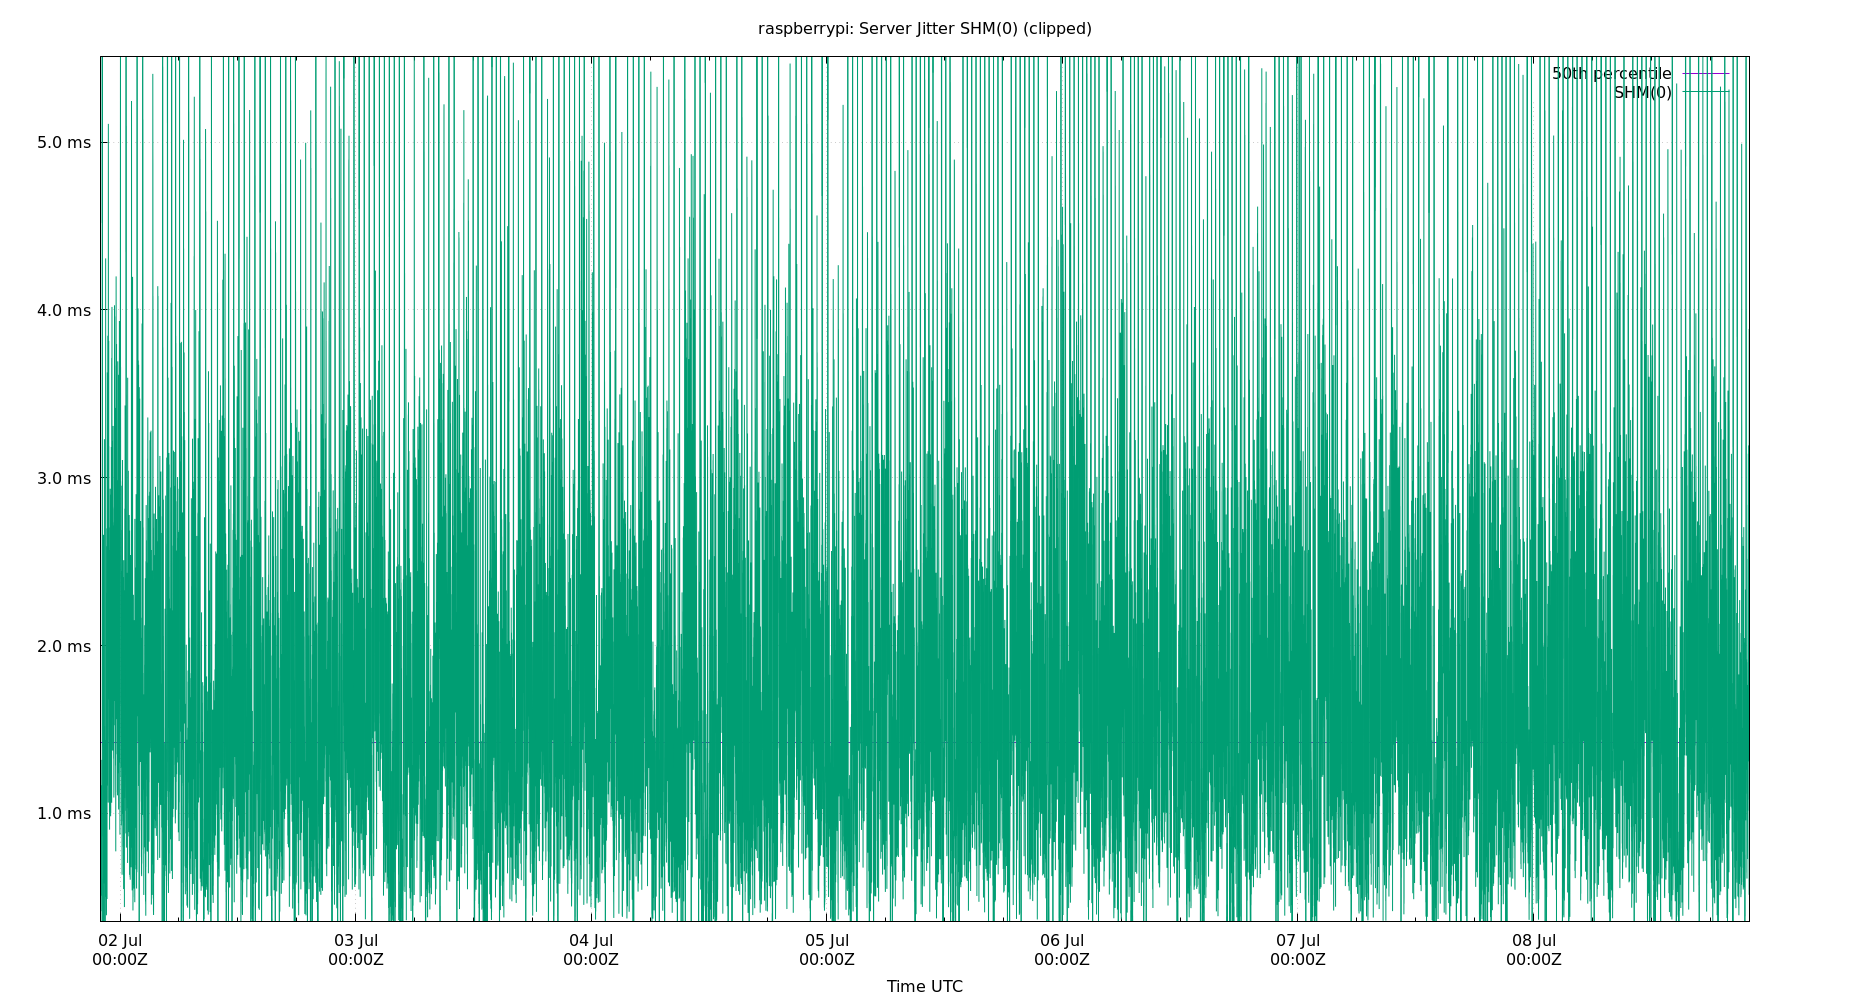 raspberrypi: Server Jitter SHM(0) (clipped)
50th percentile
SHM(0)
5.0 ms
4.0 ms
3.0 ms
2.0 ms
1.0 ms
02 Jul 03 Jul 04 Jul 05 Jul 06 Jul 07 Jul 08 Jul
00:00Z 00:00Z 00:00Z 00:00Z 00:00Z 00:00Z 00:00Z
Time UTC